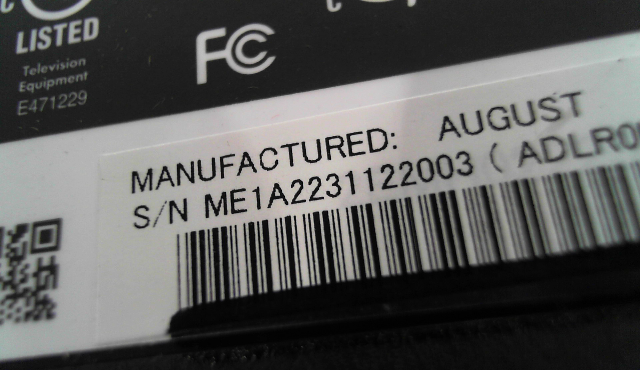 LISTED
Television
Equipment
E471229
FC
MANUFACTURED: AUGUST
S/N ME1A2231122003 ( ADLR0